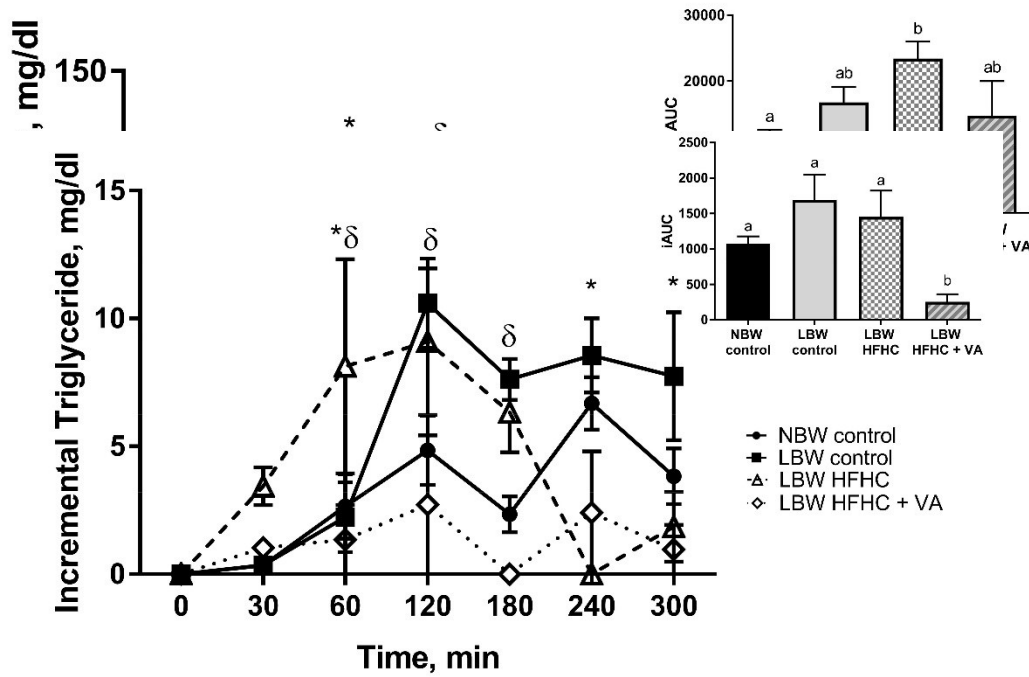 , mg/dl
150
*
δ
30000
20000
AUC
a
ab
b
ab
+ VA
Incremental Triglyceride, mg/dl
15
10
5
0
*δ
δ
δ
*
*
0 30 60 120 180 240 300
Time, min
iAUC
2500
2000
1500
1000
500
0
a
a
a
b
NBW control
LBW control
LBW HFHC
LBW HFHC + VA
NBW control
LBW control
LBW HFHC
LBW HFHC + VA